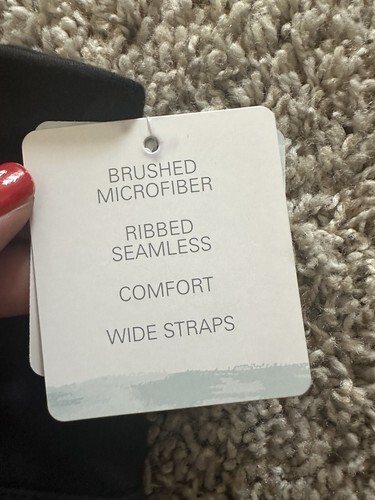 BRUSHED
MICROFIBER
RIBBED
SEAMLESS
COMFORT
WIDE STRAPS